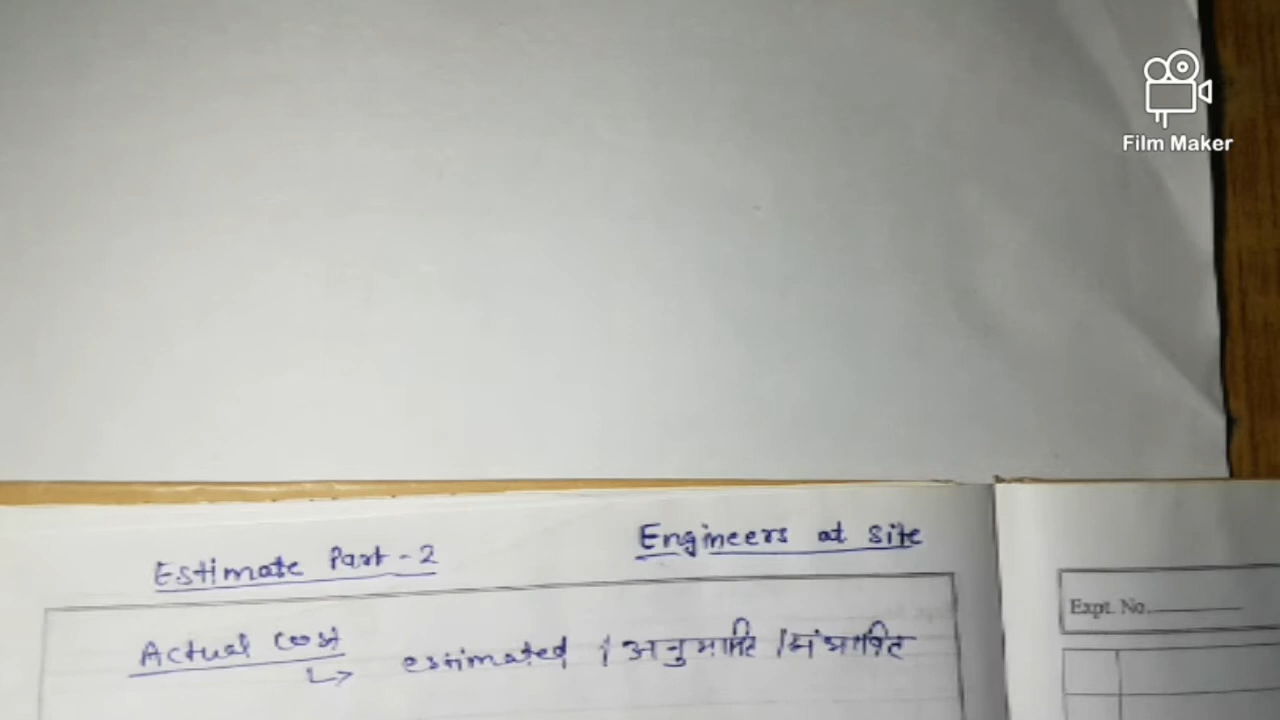 Film Maker
Engineers at site
Estimate Part-2
Expt. No.
Actual cost
↳ estimated / अनुमानित / संभावित